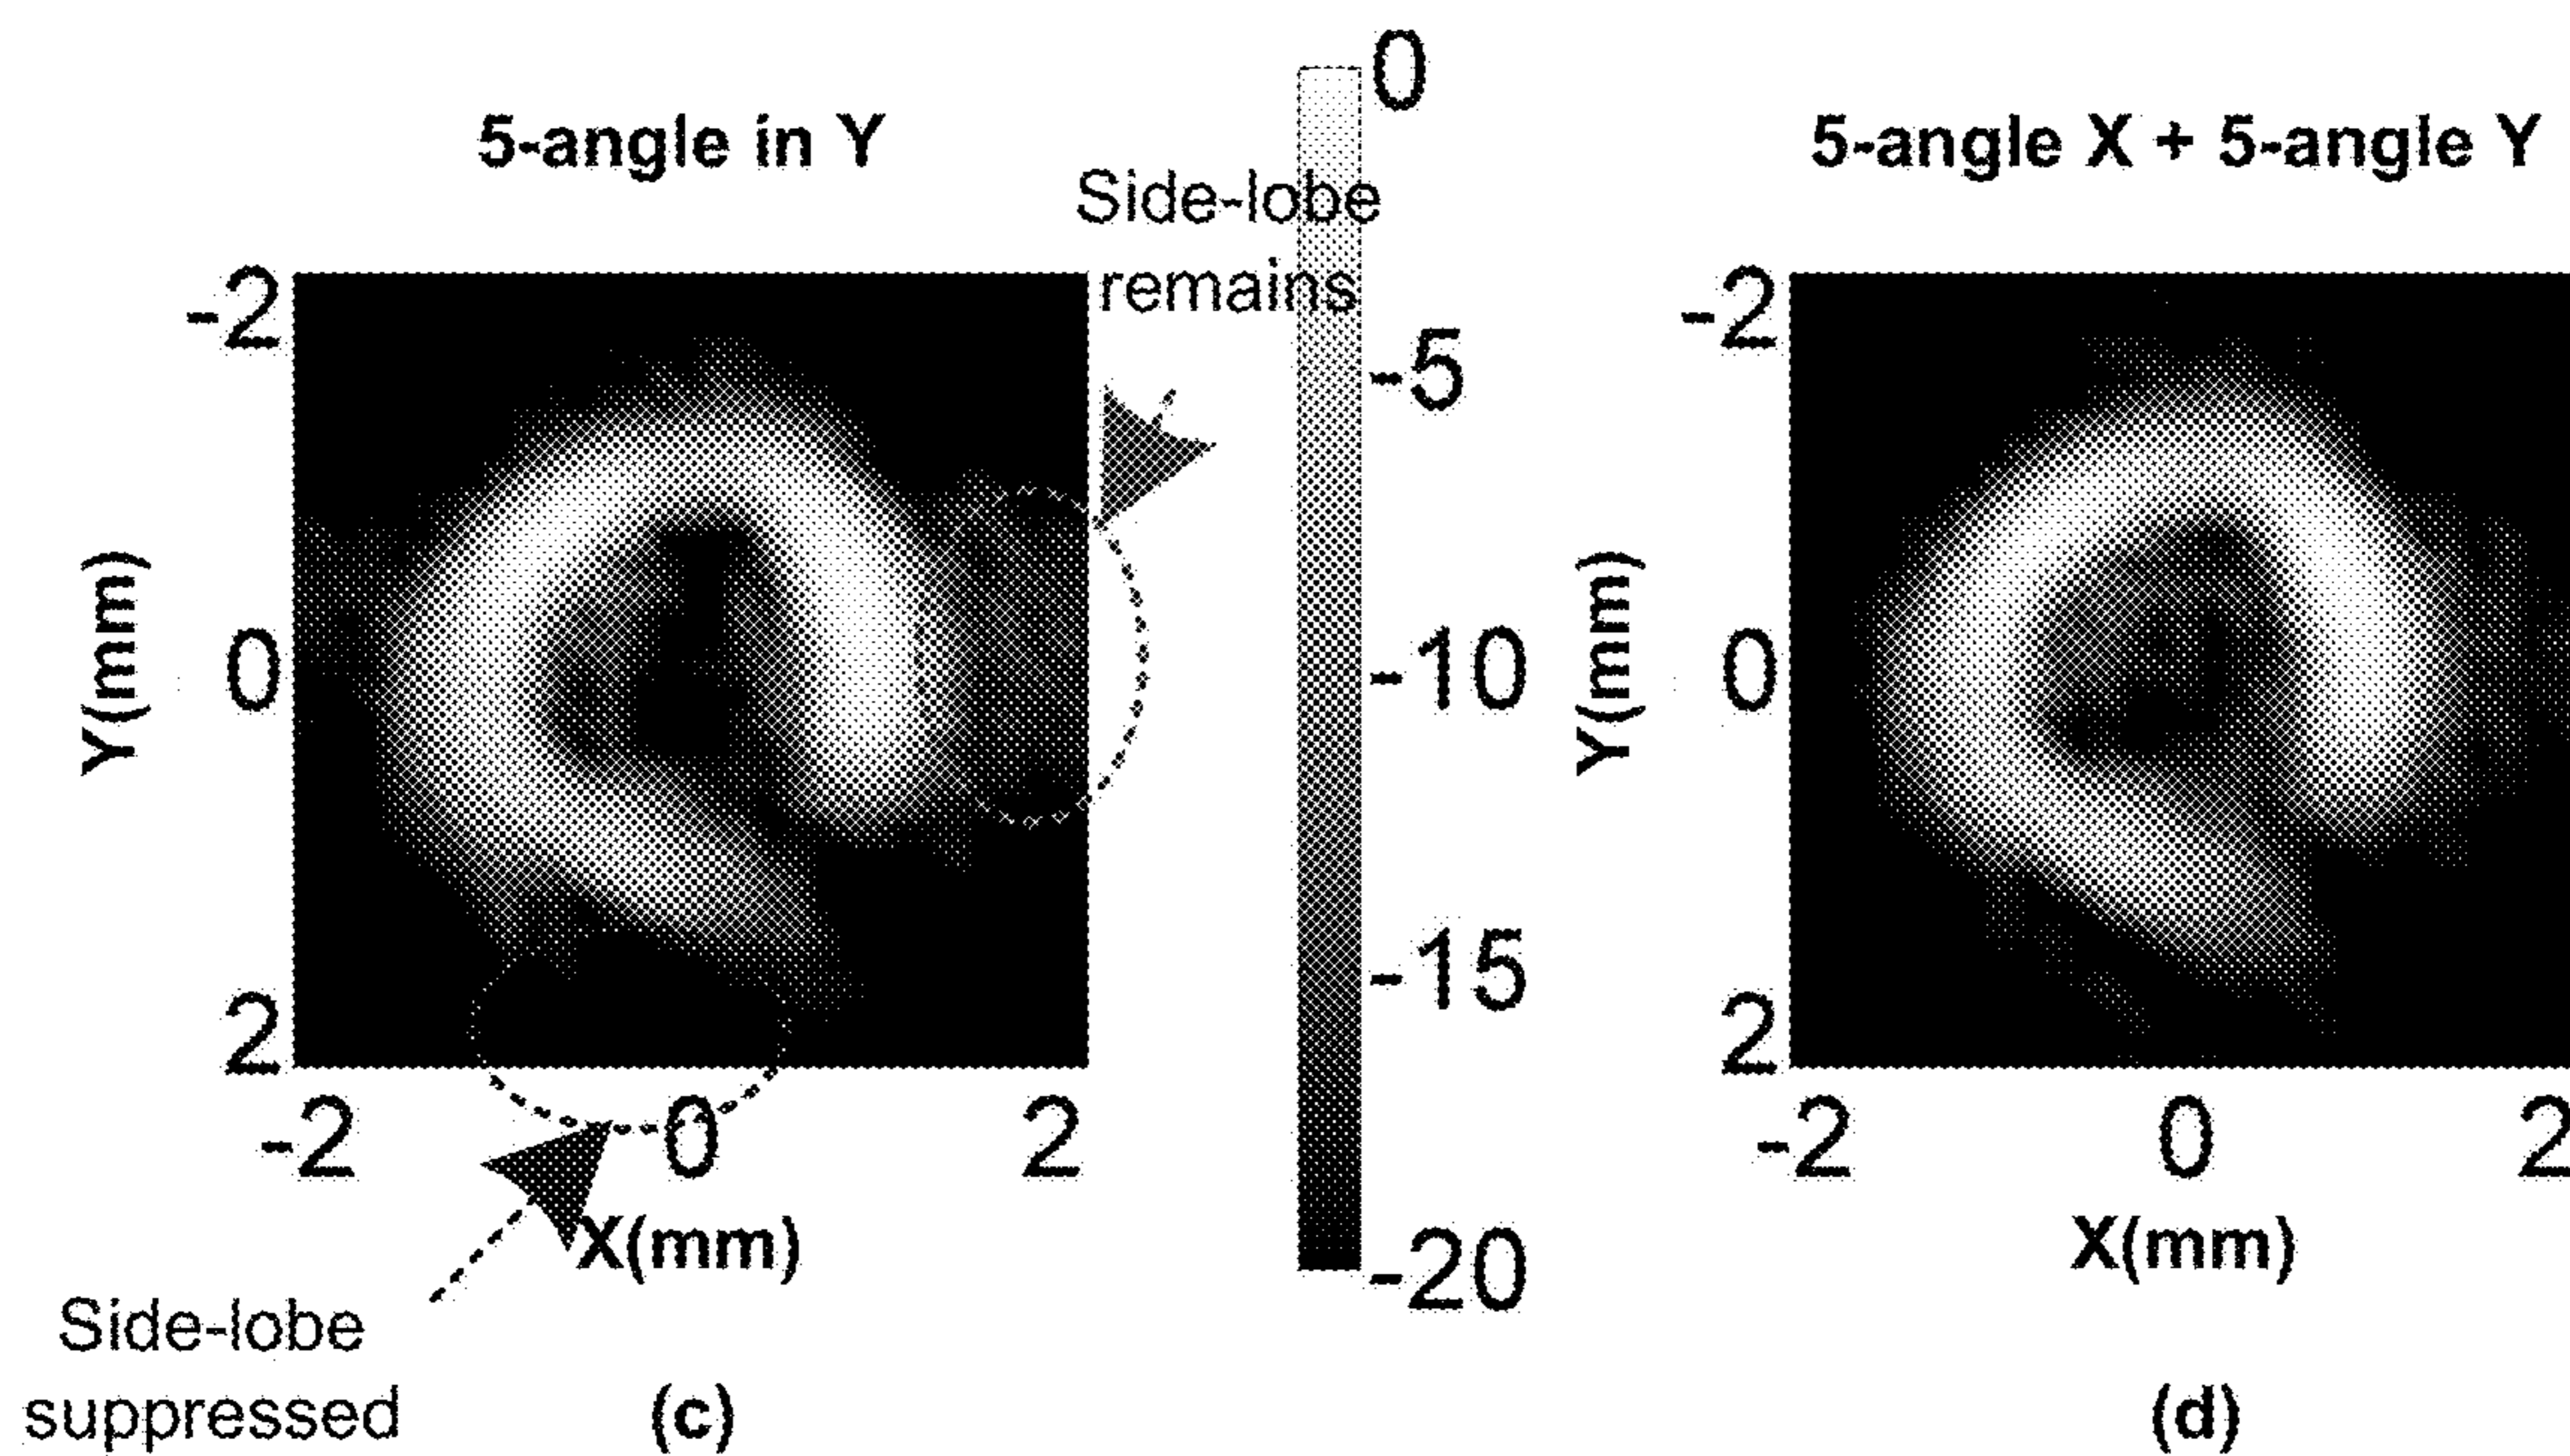 5-angle in Y
Side-lobe
remains
-2
0
2
Y(mm)
-2
0
2
X(mm)
Side-lobe
suppressed
(c)
0
-5
-10
-15
-20
5-angle X + 5-angle Y
-2
0
2
Y(mm)
-2
0
2
X(mm)
(d)